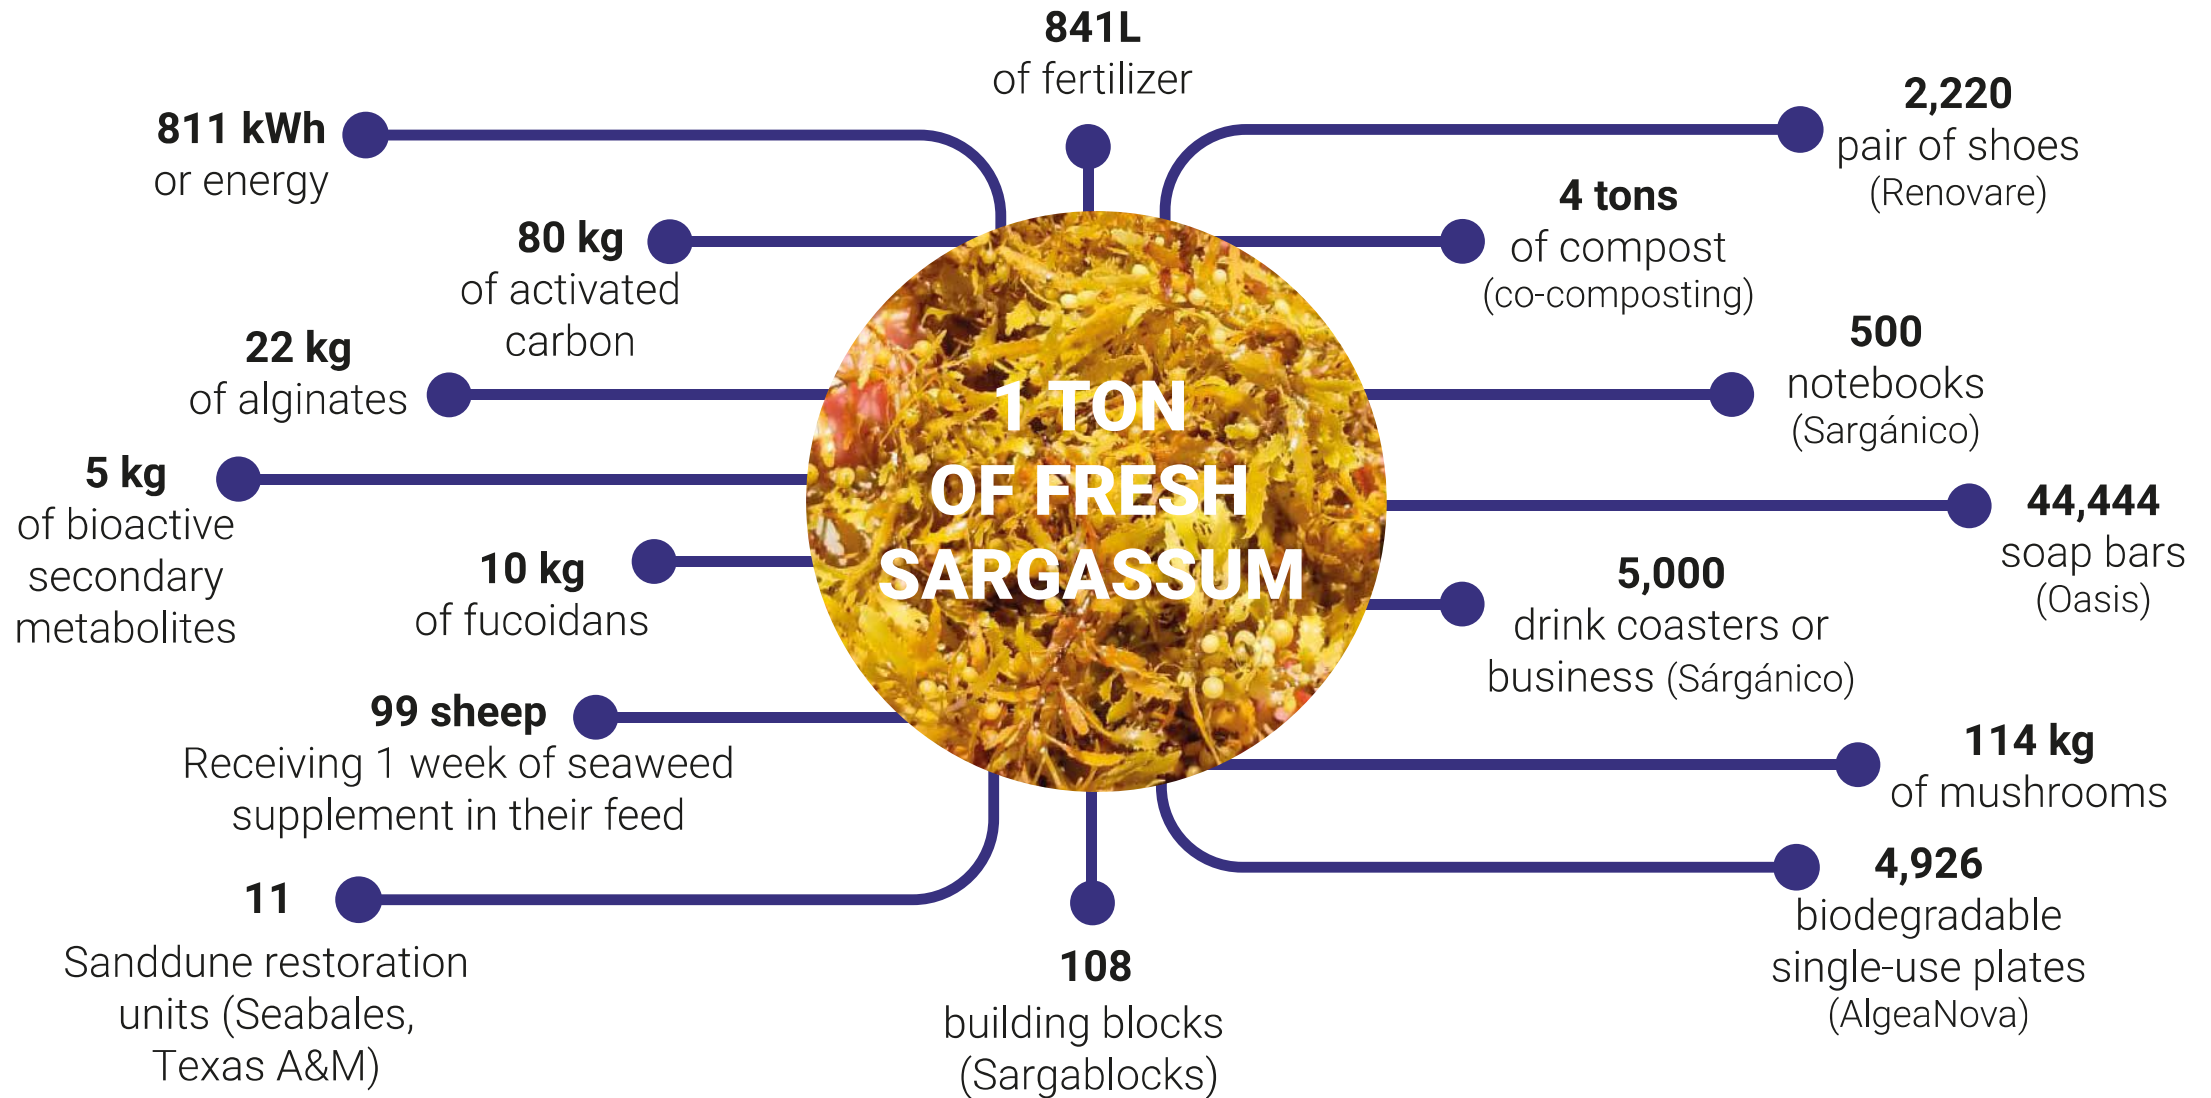 841L
of fertilizer
811 kWh
or energy
2,220
pair of shoes
(Renovare)
80 kg
of activated
carbon
4 tons
of compost
(co-composting)
22 kg
of alginates
500
notebooks
(Sargánico)
1 TON
OF FRESH
SARGASSUM
5 kg
of bioactive
secondary
metabolites
44,444
soap bars
(Oasis)
10 kg
of fucoidans
5,000
drink coasters or
business (Sárgánico)
99 sheep
Receiving 1 week of seaweed
supplement in their feed
114 kg
of mushrooms
11
Sanddune restoration
units (Seabales,
Texas A&M)
108
building blocks
(Sargablocks)
4,926
biodegradable
single-use plates
(AlgeaNova)